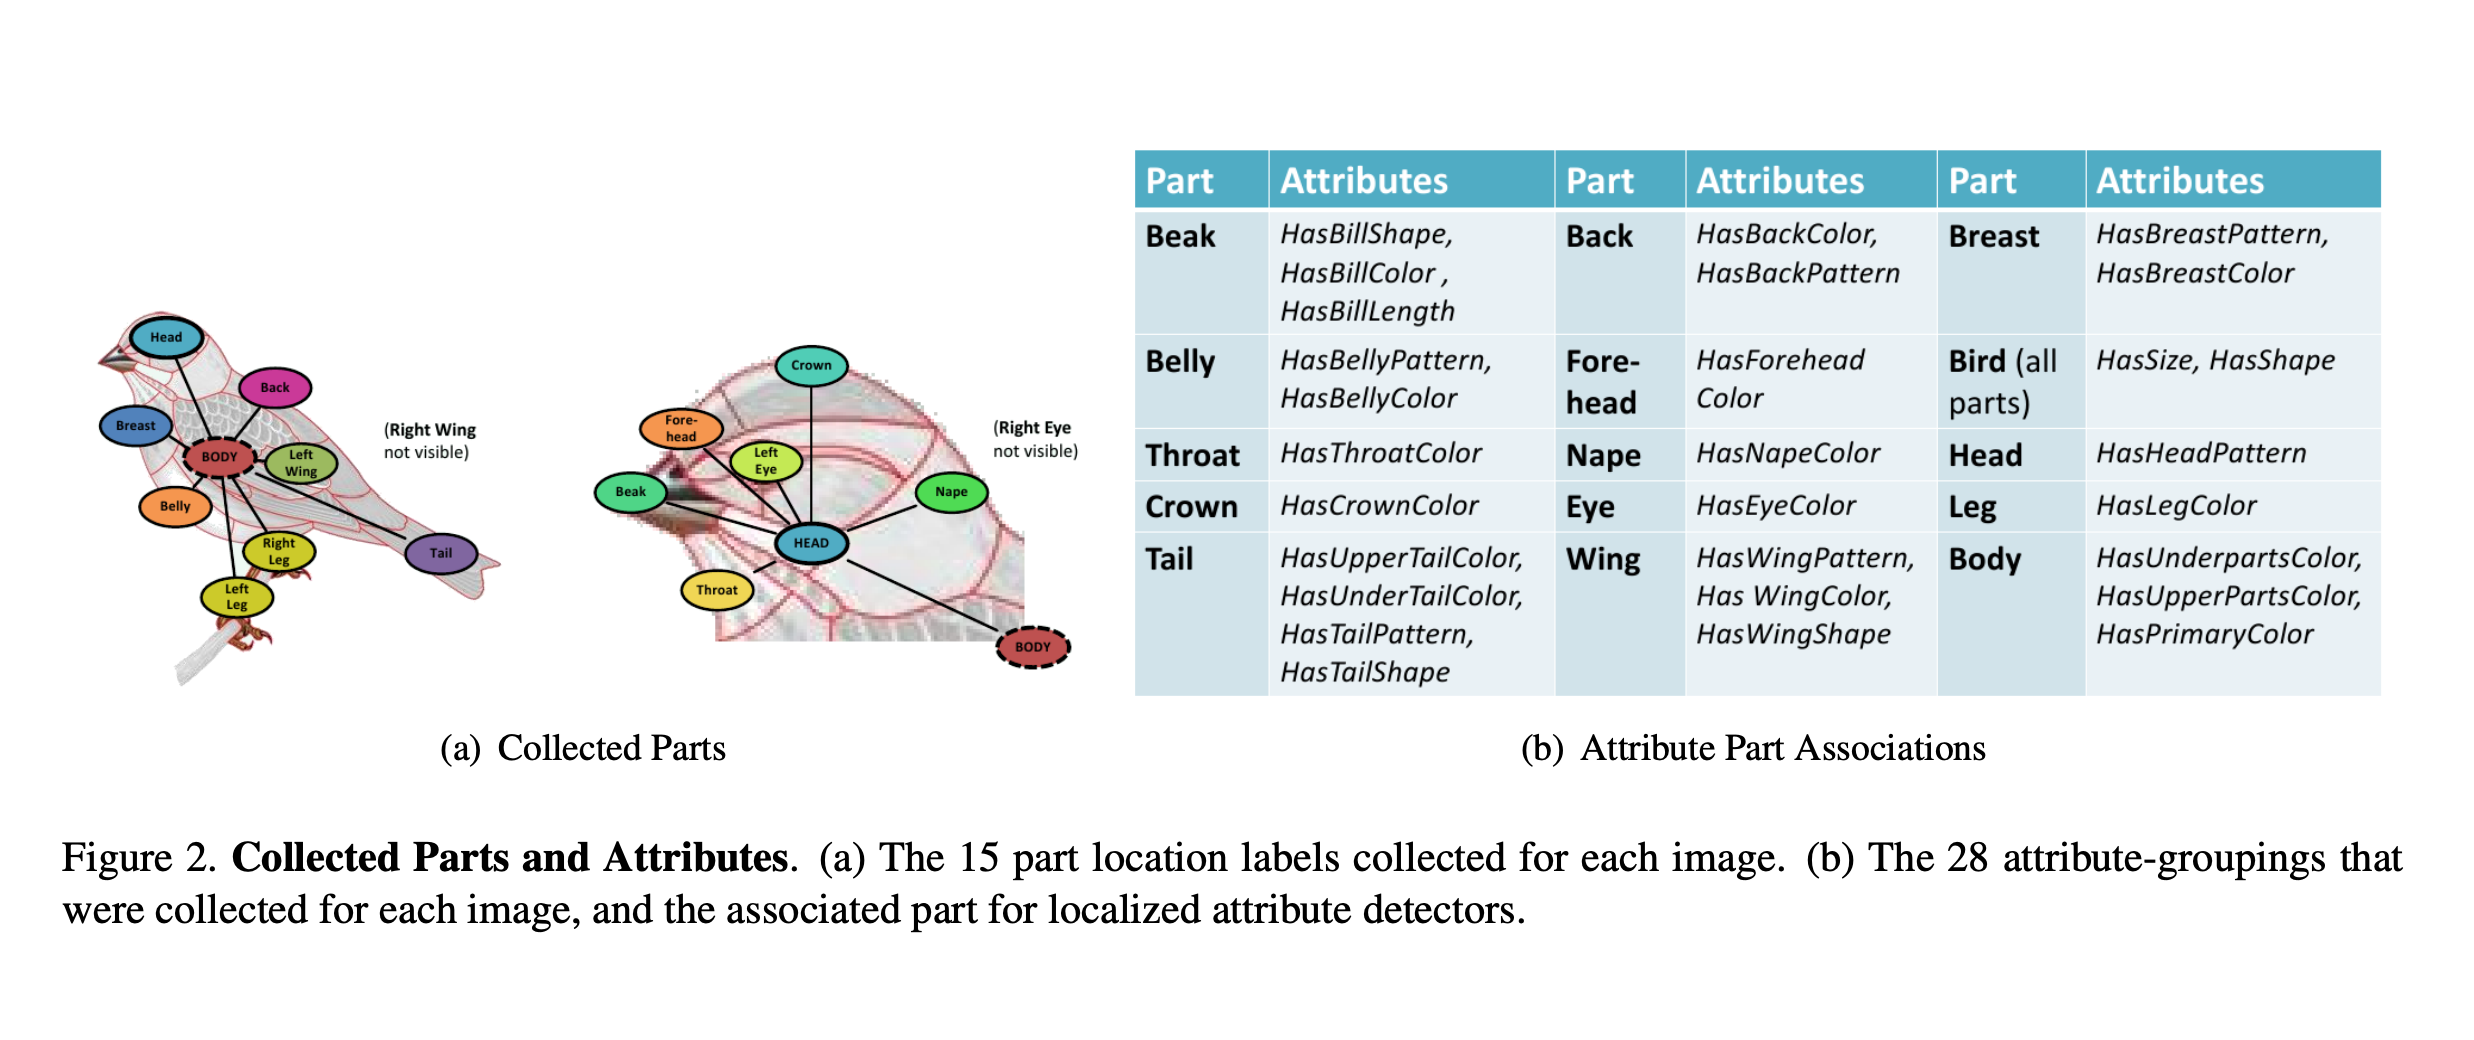 Head
Back
Breast
BODY
Left
Wing
(Right Wing
not visible)
Belly
Right
Leg
Tail
Left
Leg
Crown
Fore-
head
Left
Eye
(Right Eye
not visible)
Beak
Nape
HEAD
Throat
BODY
(a) Collected Parts
Part Attributes Part Attributes Part Attributes
Beak HasBillShape, Back HasBackColor, Breast HasBreastPattern,
HasBillColor , HasBackPattern HasBreastColor
HasBillLength
Belly HasBellyPattern, Fore- HasForehead Bird (all HasSize, HasShape
HasBellyColor head Color parts)
Throat HasThroatColor Nape HasNapeColor Head HasHeadPattern
Crown HasCrownColor Eye HasEyeColor Leg HasLegColor
Tail HasUpperTailColor, Wing HasWingPattern, Body HasUnderpartsColor,
HasUnderTailColor, Has WingColor, HasUpperPartsColor,
HasTailPattern, HasWingShape HasPrimaryColor
HasTailShape
(b) Attribute Part Associations
Figure 2. Collected Parts and Attributes. (a) The 15 part location labels collected for each image. (b) The 28 attribute-groupings that
were collected for each image, and the associated part for localized attribute detectors.